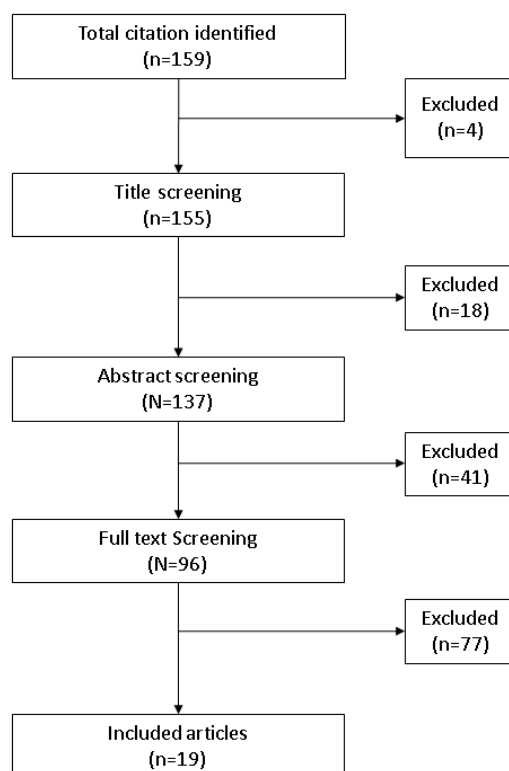 Total citation identified
(n=159)
Excluded
(n=4)
Title screening
(n=155)
Excluded
(n=18)
Abstract screening
(N=137)
Excluded
(n=41)
Full text Screening
(N=96)
Excluded
(n=77)
Included articles
(n=19)